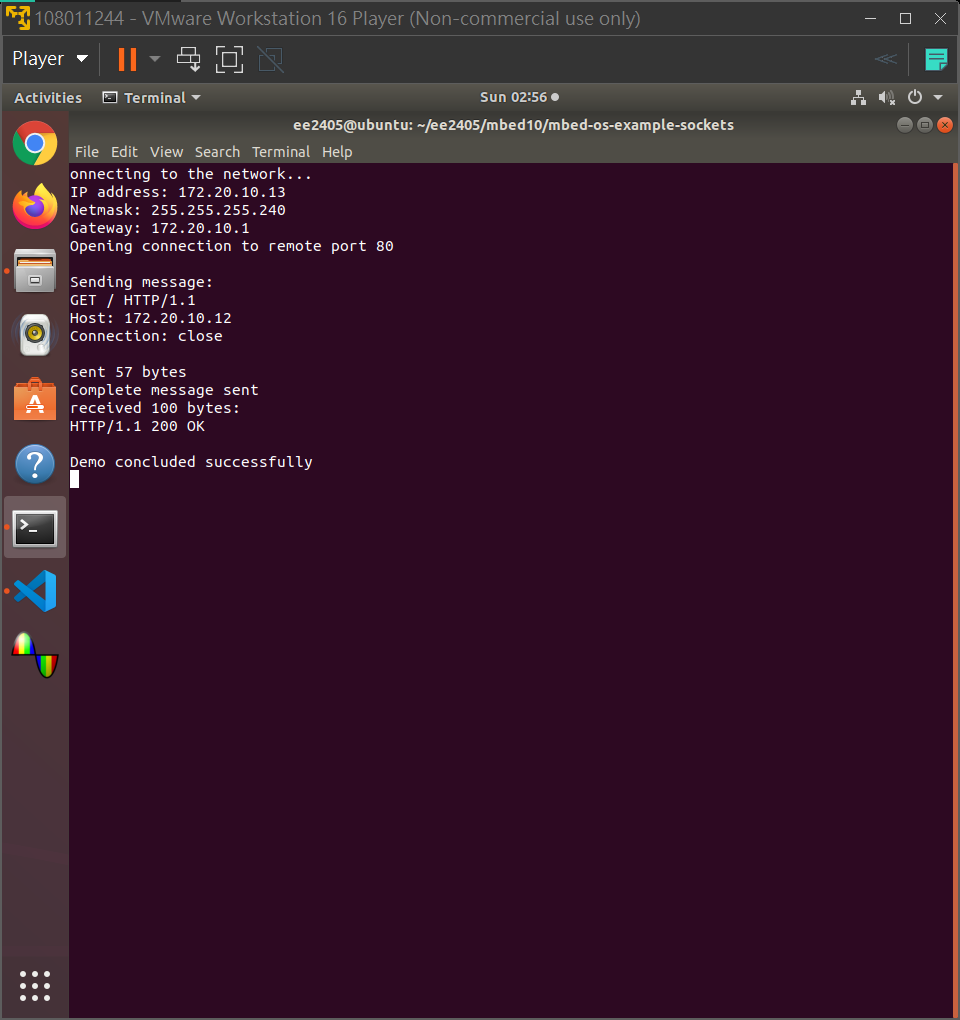 108011244 - VMware Workstation 16 Player (Non-commercial use only)
Player
Activities Terminal Sun 02:56
ee2405@ubuntu: ~/ee2405/mbed10/mbed-os-example-sockets
File Edit View Search Terminal Help
onnecting to the network...
IP address: 172.20.10.13
Netmask: 255.255.255.240
Gateway: 172.20.10.1
Opening connection to remote port 80
Sending message:
GET / HTTP/1.1
Host: 172.20.10.12
Connection: close
sent 57 bytes
Complete message sent
received 100 bytes:
HTTP/1.1 200 OK
Demo concluded successfully